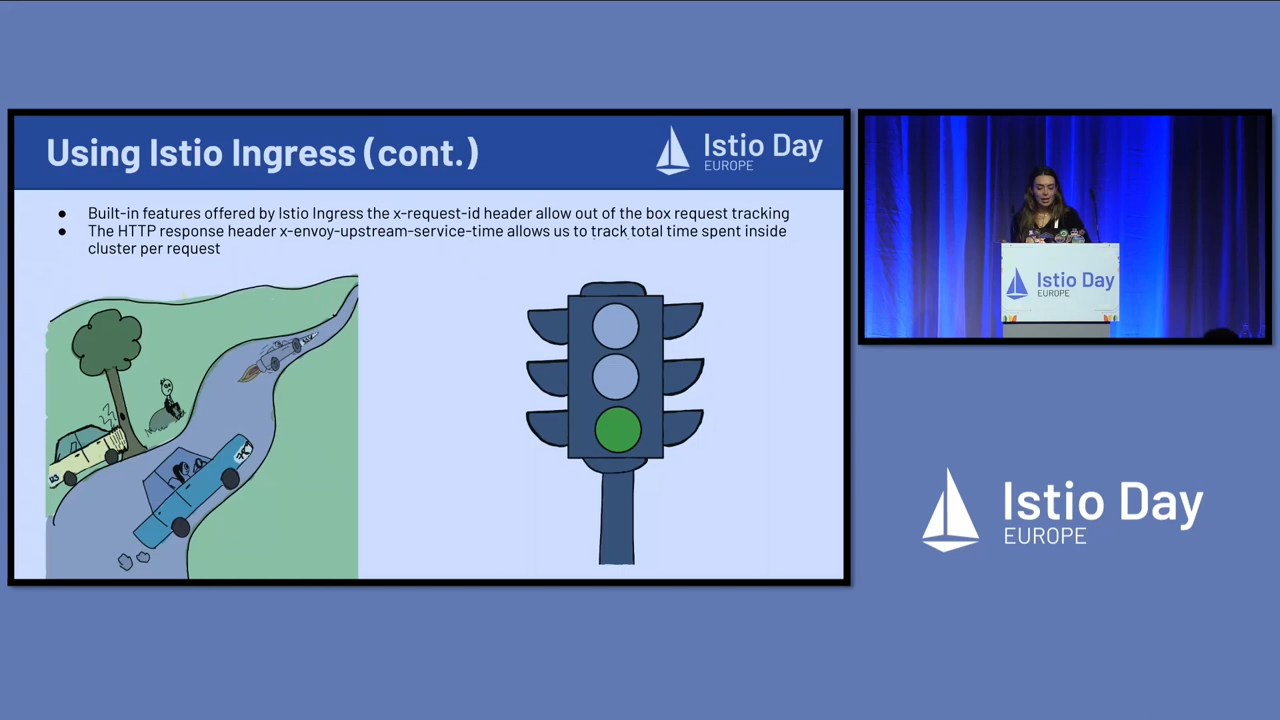 Using Istio Ingress (cont.)
Istio Day
EUROPE
● Built-in features offered by Istio Ingress the x-request-id header allow out of the box request tracking
● The HTTP response header x-envoy-upstream-service-time allows us to track total time spent inside
cluster per request
Istio Day
EUROPE
Istio Day
EUROPE